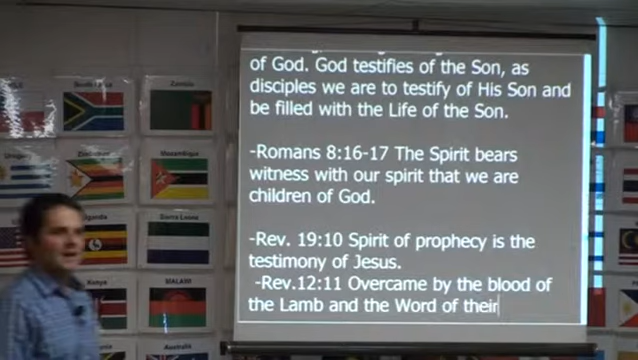 of God. God testifies of the Son, as
disciples we are to testify of His Son and
be filled with the Life of the Son.
-Romans 8:16-17 The Spirit bears
witness with our spirit that we are
children of God.
-Rev. 19:10 Spirit of prophecy is the
testimony of Jesus.
-Rev.12:11 Overcame by the blood of
the Lamb and the Word of their
South Africa
Zambia
Uruguay
Zimbabwe
Mozambique
Uganda
Sierra Leone
Kenya
MALAWI